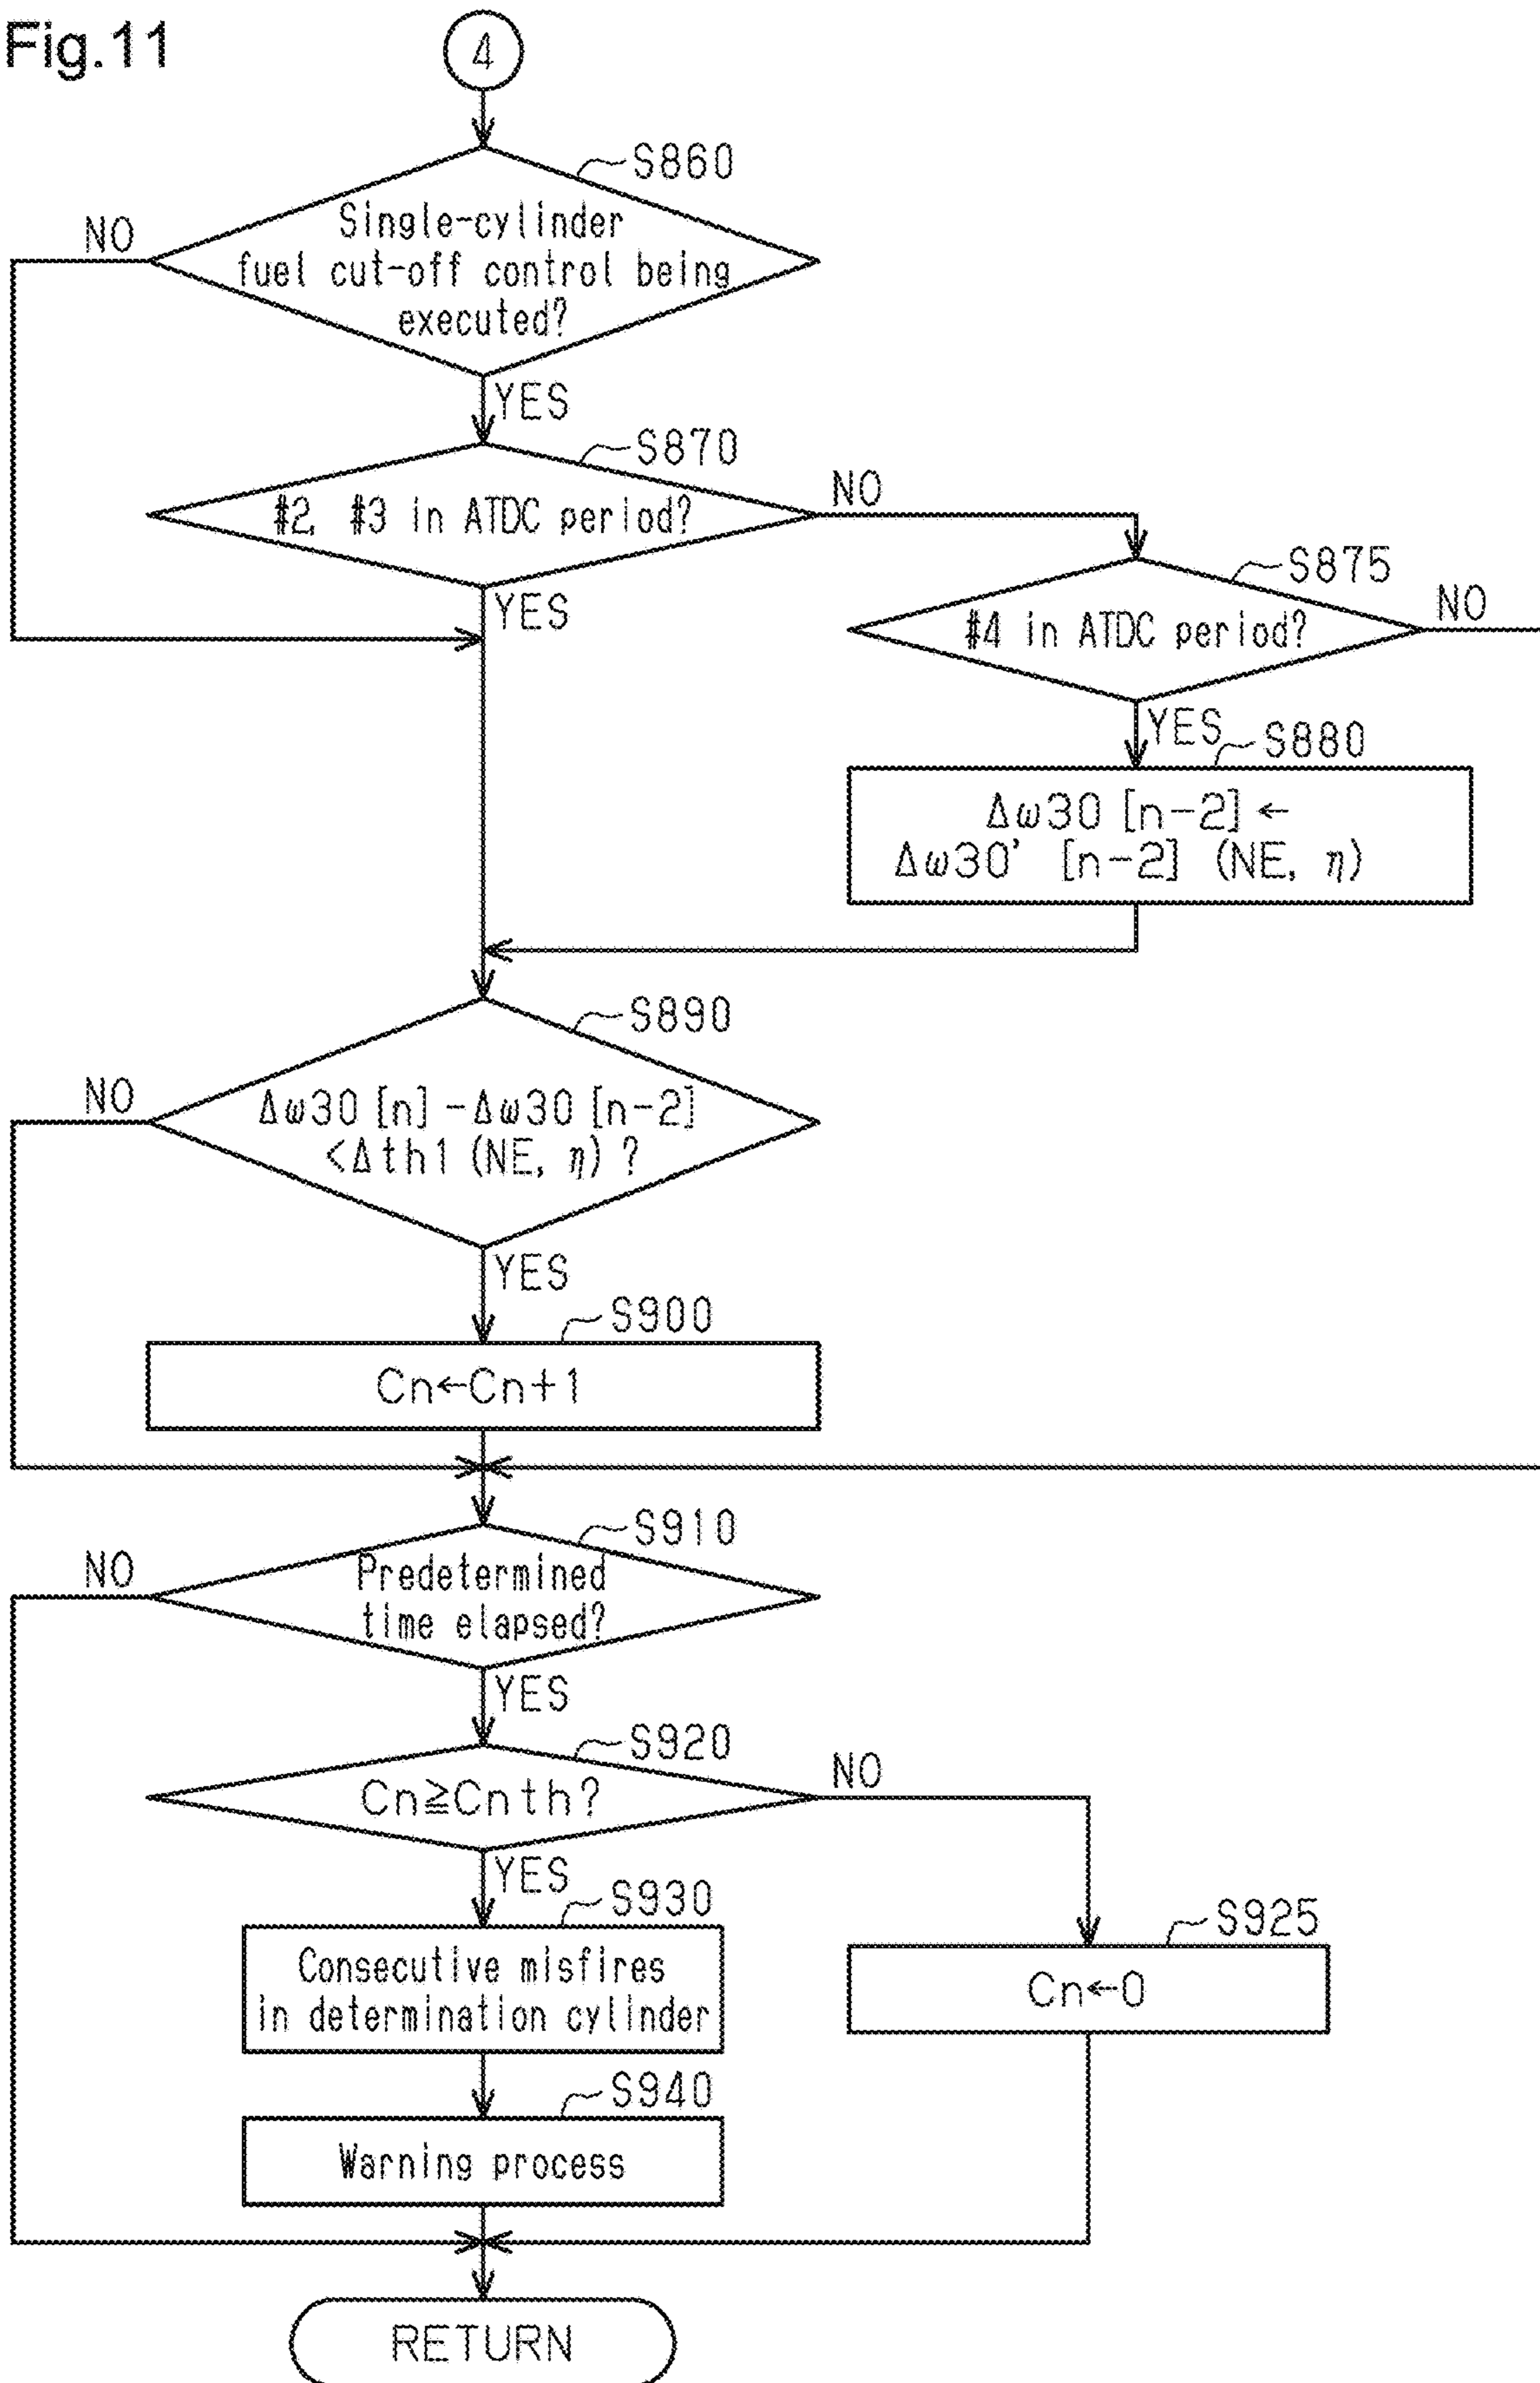 Fig.11
4
S860
Single-cylinder
fuel cut-off control being
executed?
NO
YES
S870
#2, #3 in ATDC period?
NO
YES
S875
#4 in ATDC period?
NO
YES
S880
Δω30 [n-2] ←
Δω30' [n-2] (NE, η)
S890
Δω30 [n] -Δω30 [n-2]
<Δth1 (NE, η) ?
NO
YES
S900
Cn←Cn+1
S910
Predetermined
time elapsed?
NO
YES
S920
Cn≧Cnth?
NO
YES
S930
Consecutive misfires
in determination cylinder
S925
Cn←0
S940
Warning process
RETURN